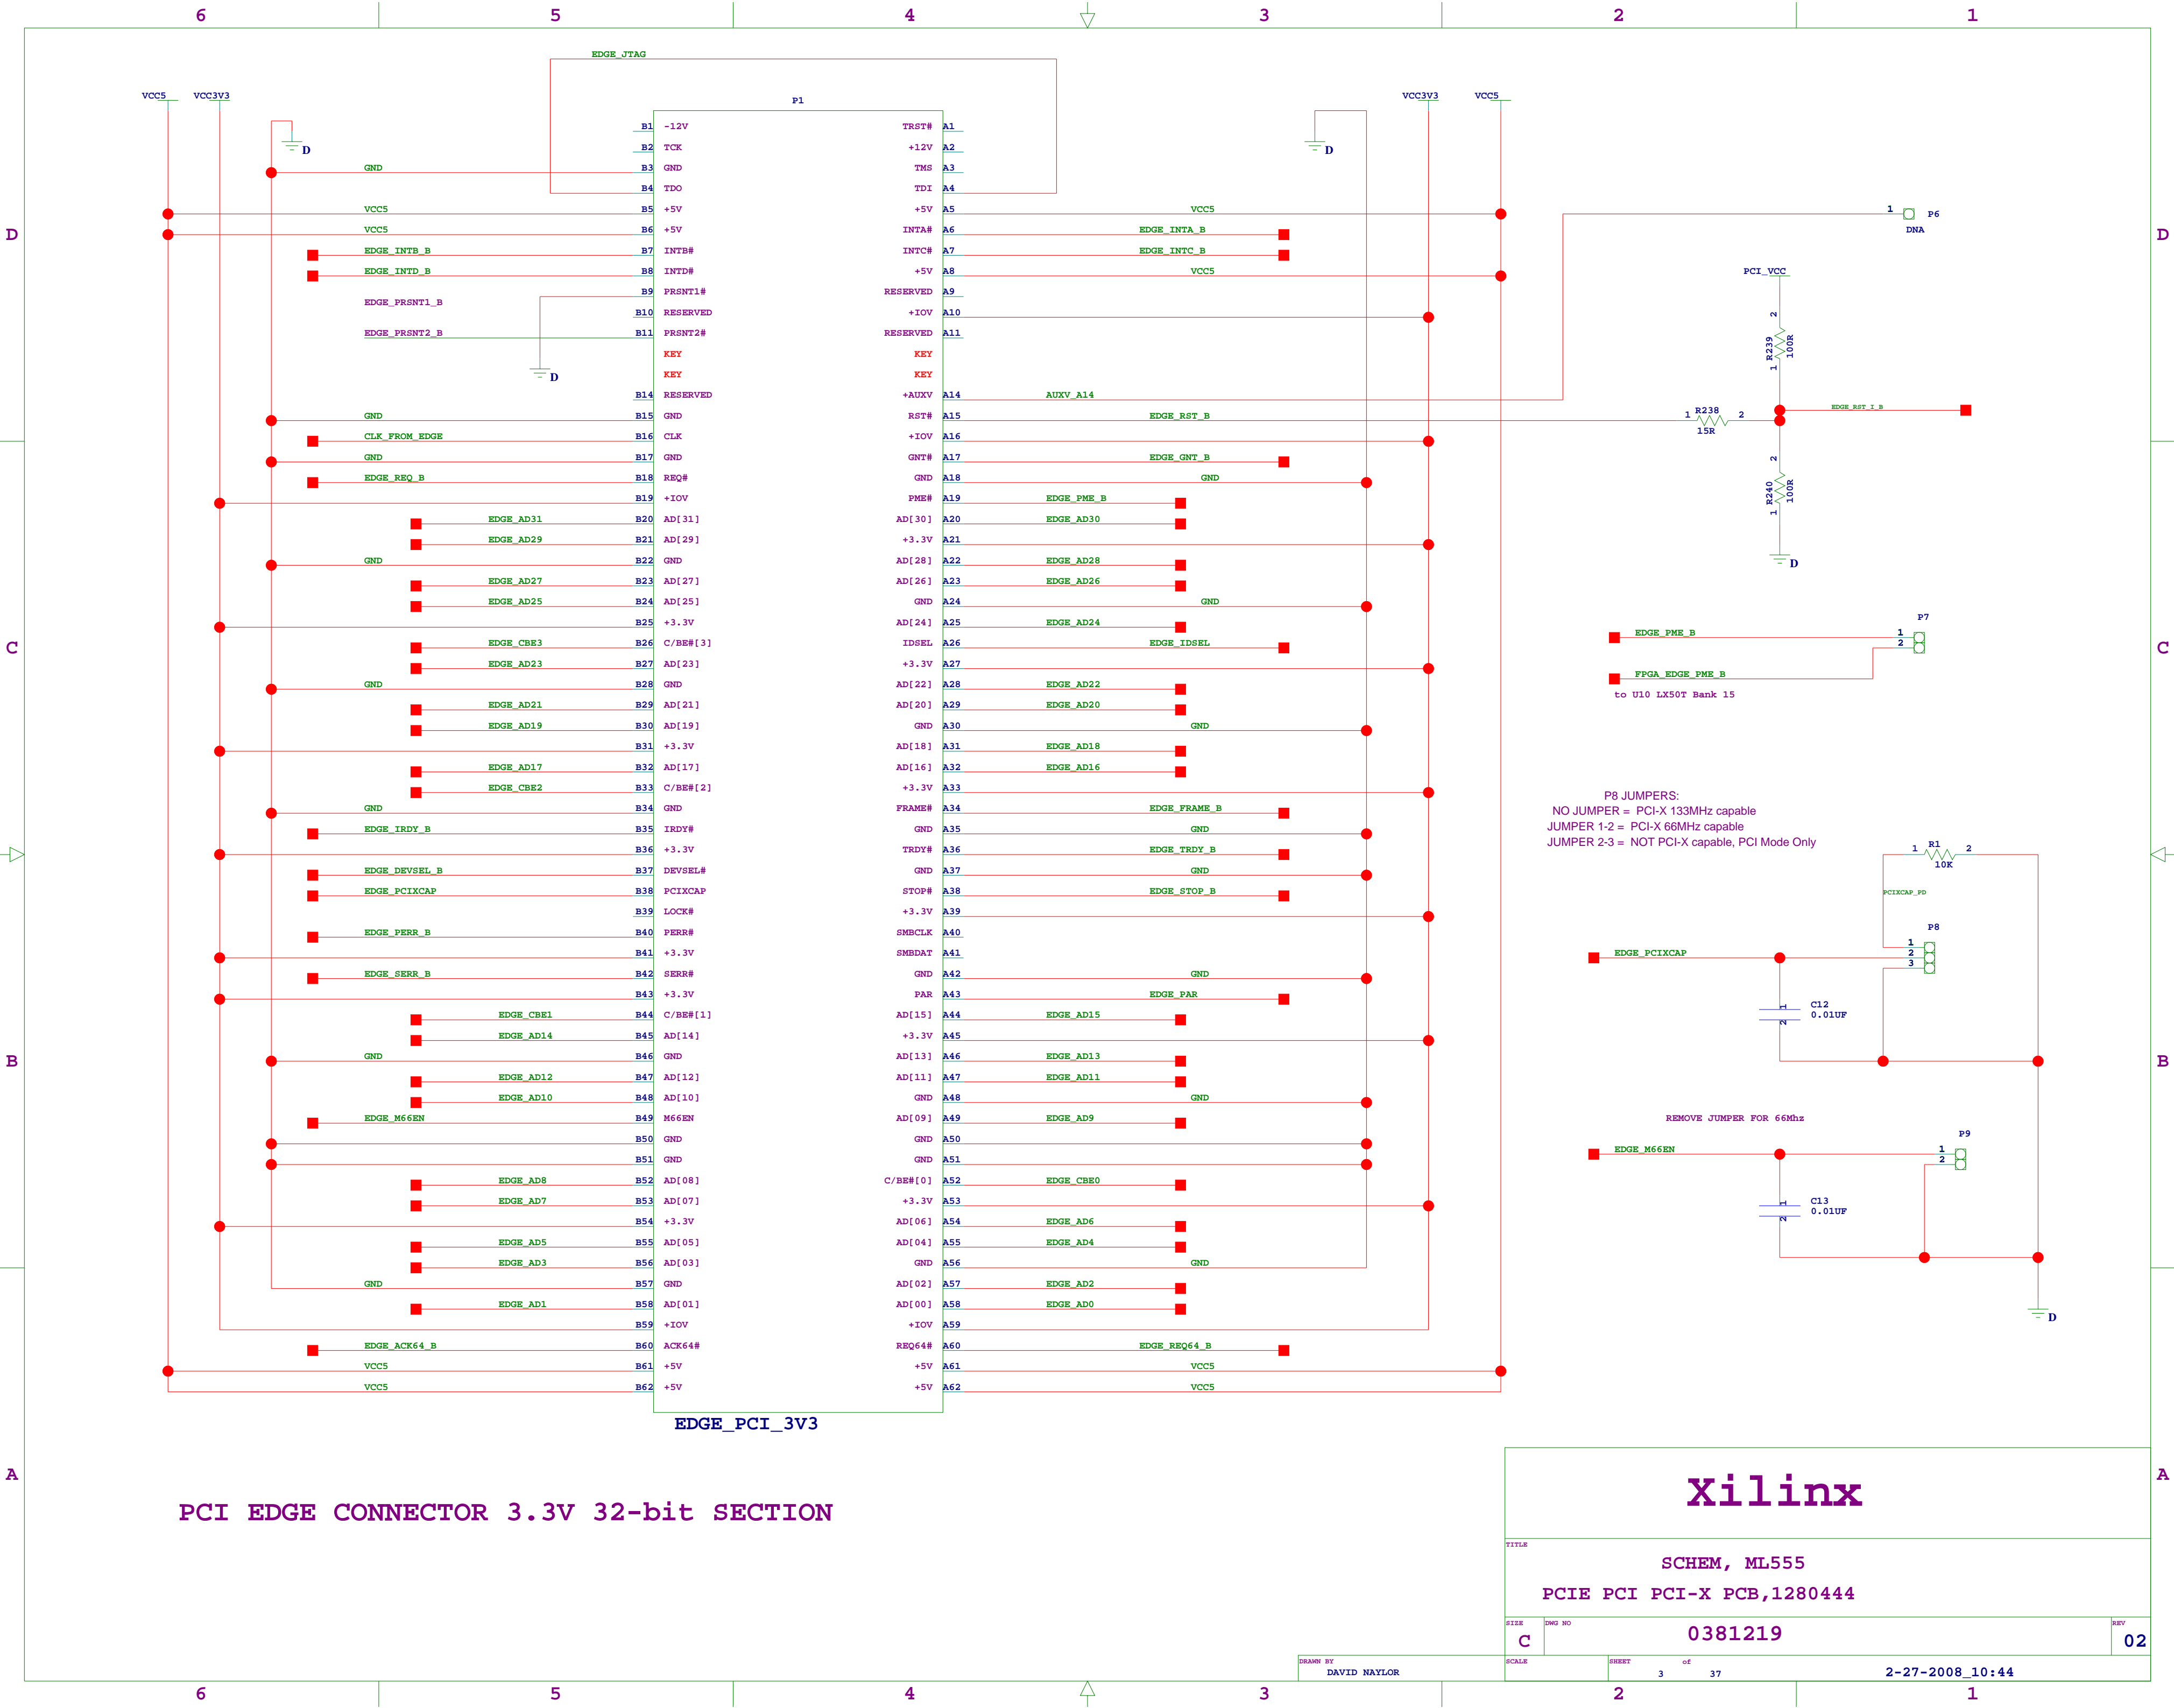 6 5 4 3 2 1
EDGE_JTAG
VCC5 VCC3V3 P1 VCC3V3 VCC5
B1 -12V TRST# A1
D D
B2 TCK +12V A2
GND B3 GND TMS A3
B4 TDO TDI A4
VCC5 B5 +5V +5V A5 VCC5
1 P6
DNA
D VCC5 B6 +5V INTA# A6 EDGE_INTA_B D
EDGE_INTB_B B7 INTB# INTC# A7 EDGE_INTC_B
EDGE_INTD_B B8 INTD# +5V A8 VCC5
PCI_VCC
B9 PRSNT1# RESERVED A9
EDGE_PRSNT1_B
B10 RESERVED +IOV A10
EDGE_PRSNT2_B B11 PRSNT2# RESERVED A11
2
R239 100R
1
KEY KEY
KEY KEY
D
B14 RESERVED +AUXV A14 AUXV_A14
GND B15 GND RST# A15 EDGE_RST_B
1 R238 2
15R
EDGE_RST_I_B
CLK_FROM_EDGE B16 CLK +IOV A16
GND B17 GND GNT# A17 EDGE_GNT_B
EDGE_REQ_B B18 REQ# GND A18 GND
2
R240 100R
1
D
B19 +IOV PME# A19 EDGE_PME_B
EDGE_AD31 B20 AD[31] AD[30] A20 EDGE_AD30
EDGE_AD29 B21 AD[29] +3.3V A21
GND B22 GND AD[28] A22 EDGE_AD28
EDGE_AD27 B23 AD[27] AD[26] A23 EDGE_AD26
EDGE_AD25 B24 AD[25] GND A24 GND
B25 +3.3V AD[24] A25 EDGE_AD24
P7
EDGE_PME_B 1
2
C EDGE_CBE3 B26 C/BE#[3] IDSEL A26 EDGE_IDSEL C
EDGE_AD23 B27 AD[23] +3.3V A27
FPGA_EDGE_PME_B
to U10 LX50T Bank 15
GND B28 GND AD[22] A28 EDGE_AD22
EDGE_AD21 B29 AD[21] AD[20] A29 EDGE_AD20
EDGE_AD19 B30 AD[19] GND A30 GND
B31 +3.3V AD[18] A31 EDGE_AD18
EDGE_AD17 B32 AD[17] AD[16] A32 EDGE_AD16
EDGE_CBE2 B33 C/BE#[2] +3.3V A33
GND B34 GND FRAME# A34 EDGE_FRAME_B
EDGE_IRDY_B B35 IRDY# GND A35 GND
B36 +3.3V TRDY# A36 EDGE_TRDY_B
P8 JUMPERS:
NO JUMPER = PCI-X 133MHz capable
JUMPER 1-2 = PCI-X 66MHz capable
JUMPER 2-3 = NOT PCI-X capable, PCI Mode Only
1 R1 2
10K
PCIXCAP_PD
EDGE_DEVSEL_B B37 DEVSEL# GND A37 GND
EDGE_PCIXCAP B38 PCIXCAP STOP# A38 EDGE_STOP_B
B39 LOCK# +3.3V A39
EDGE_PERR_B B40 PERR# SMBCLK A40
B41 +3.3V SMBDAT A41
P8
1
EDGE_PCIXCAP 2
3
EDGE_SERR_B B42 SERR# GND A42 GND
B43 +3.3V PAR A43 EDGE_PAR
1 C12
2 0.01UF
EDGE_CBE1 B44 C/BE#[1] AD[15] A44 EDGE_AD15
EDGE_AD14 B45 AD[14] +3.3V A45
B GND B46 GND AD[13] A46 EDGE_AD13 B
EDGE_AD12 B47 AD[12] AD[11] A47 EDGE_AD11
EDGE_AD10 B48 AD[10] GND A48 GND
EDGE_M66EN B49 M66EN AD[09] A49 EDGE_AD9
REMOVE JUMPER FOR 66Mhz
P9
EDGE_M66EN 1
2
B50 GND GND A50
B51 GND GND A51
EDGE_AD8 B52 AD[08] C/BE#[0] A52 EDGE_CBE0
1 C13
2 0.01UF
EDGE_AD7 B53 AD[07] +3.3V A53
B54 +3.3V AD[06] A54 EDGE_AD6
EDGE_AD5 B55 AD[05] AD[04] A55 EDGE_AD4
EDGE_AD3 B56 AD[03] GND A56 GND
GND B57 GND AD[02] A57 EDGE_AD2
EDGE_AD1 B58 AD[01] AD[00] A58 EDGE_AD0
D
B59 +IOV +IOV A59
EDGE_ACK64_B B60 ACK64# REQ64# A60 EDGE_REQ64_B
VCC5 B61 +5V +5V A61 VCC5
VCC5 B62 +5V +5V A62 VCC5
EDGE_PCI_3V3
A A
PCI EDGE CONNECTOR 3.3V 32-bit SECTION
Xilinx
TITLE
SCHEM, ML555
PCIE PCI PCI-X PCB,1280444
SIZE DWG NO REV
C 0381219 02
DRAWN BY SCALE SHEET of
DAVID NAYLOR 3 37 2-27-2008_10:44
6 5 4 3 2 1